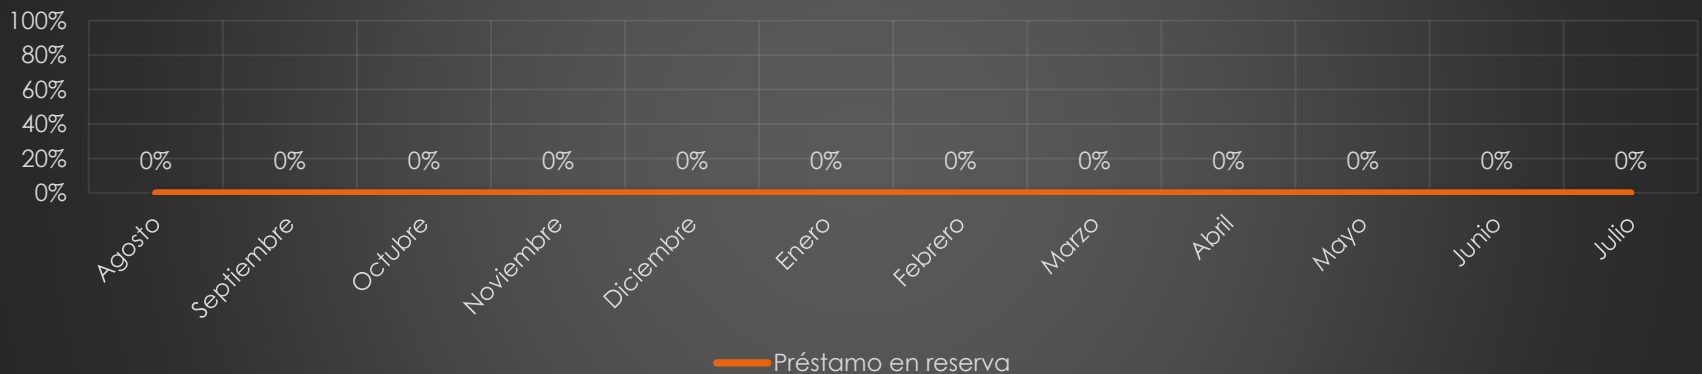 100%
80%
60%
40%
20%
0%
0% 0% 0% 0% 0% 0% 0% 0% 0% 0% 0% 0%
Agosto
Septiembre
Octubre
Noviembre
Diciembre
Enero
Febrero
Marzo
Abril
Mayo
Junio
Julio
Préstamo en reserva